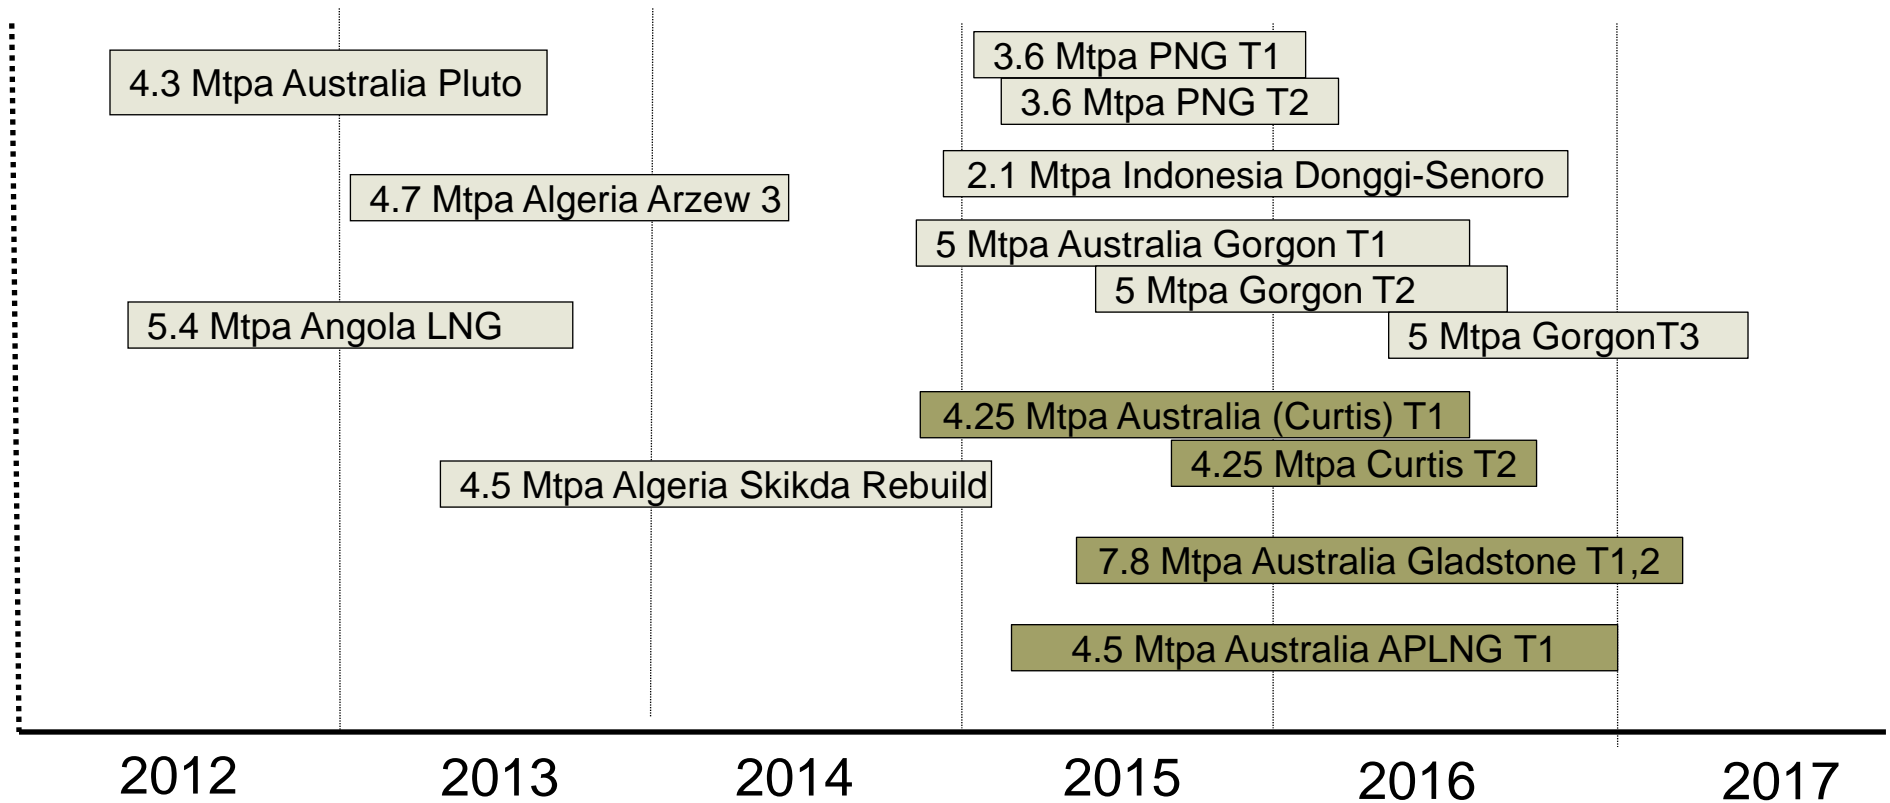 3.6 Mtpa PNG T1
4.3 Mtpa Australia Pluto
3.6 Mtpa PNG T2
2.1 Mtpa Indonesia Donggi-Senoro
4.7 Mtpa Algeria Arzew 3
5 Mtpa Australia Gorgon T1
5 Mtpa Gorgon T2
5.4 Mtpa Angola LNG
5 Mtpa GorgonT3
4.25 Mtpa Australia (Curtis) T1
4.25 Mtpa Curtis T2
4.5 Mtpa Algeria Skikda Rebuild
7.8 Mtpa Australia Gladstone T1,2
4.5 Mtpa Australia APLNG T1
2012 2013 2014 2015 2016 2017